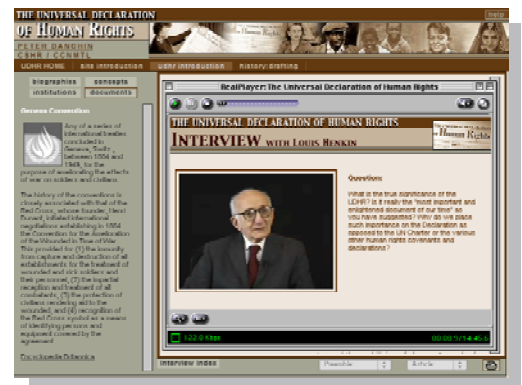 THE UNIVERSAL DECLARATION
OF HUMAN RIGHTS
help
PETER DANCHIN
CSHR / CCNMTL
UDHR HOME
site introduction
udhr introduction
history:drafting
biographies
concepts
institutions
documents
Geneva Convention
Any of a series of
international treaties
concluded in
Geneva, Switz.,
between 1864 and
1949, for the
purpose of ameliorating the effects
of war on soldiers and civilians.
The history of the conventions is
closely associated with that of the
Red Cross, whose founder, Henri
Dunant, initiated international
negotiations establishing in 1864
the Convention for the Amelioration
of the Wounded in Time of War.
This provided for (1) the immunity
from capture and destruction of all
establishments for the treatment of
wounded and sick soldiers and
their personnel, (2) the impartial
reception and treatment of all
combatants, (3) the protection of
civilians rendering aid to the
wounded, and (4) recognition of
the Red Cross symbol as a means
of identifying persons and
equipment covered by the
agreement.
Encyclopedia Britannica
RealPlayer: The Universal Declaration of Human Rights
THE UNIVERSAL DECLARATION OF HUMAN RIGHTS
INTERVIEW WITH LOUIS HENKIN
Human Rights
Question:
What is the true significance of the
UDHR? Is it really the "most important and
enlightened document of our time" as
you have suggested? Why do we place
such importance on the Declaration as
opposed to the UN Charter or the various
other human rights covenants and
declarations?
122.0 Kbps
00:08.9/14:45.6
interview index
Preamble
Article